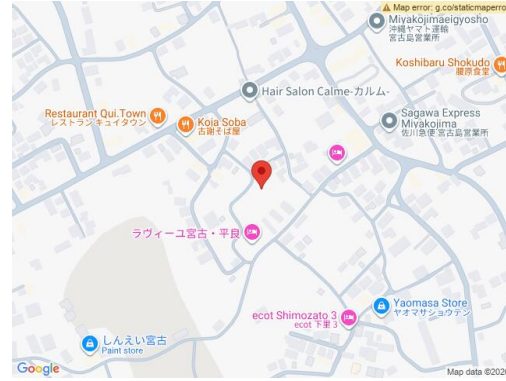 Map error: g.co/staticmaperro
Miyakojimaeigyosho
沖縄ヤマト運輸
宮古島営業所
Koshibaru Shokudo
腰原食堂
Hair Salon Calme-カルム-
Restaurant Qui.Town
レストラン キュイタウン
Koja Soba
古謝そば屋
Sagawa Express
Miyakojima
佐川急便 宮古島営業所
ラヴィーユ宮古・平良
ecot Shimozato 3
ecot 下里 3
Yaomasa Store
ヤオマサショウテン
しんえい宮古
Paint store
Google
Map data ©2026